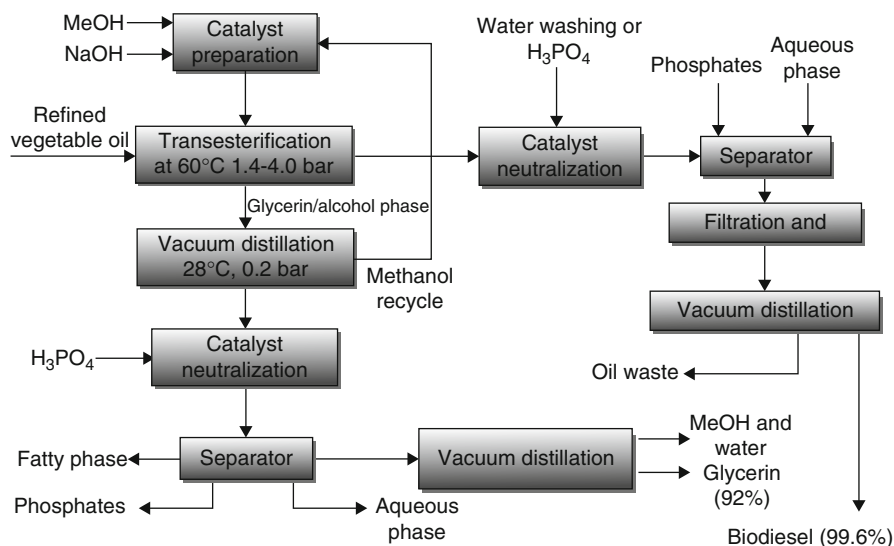 MeOH
NaOH
Catalyst
preparation
Water washing or
H₃PO₄
Phosphates
Aqueous
phase
Refined
vegetable oil
Transesterification
at 60°C 1.4-4.0 bar
Catalyst
neutralization
Separator
Glycerin/alcohol phase
Filtration and
Vacuum distillation
28°C, 0.2 bar
Methanol
recycle
Vacuum distillation
H₃PO₄
Catalyst
neutralization
Oil waste
MeOH and
water
Fatty phase
Separator
Vacuum distillation
Glycerin
(92%)
Phosphates
Aqueous
phase
Biodiesel (99.6%)